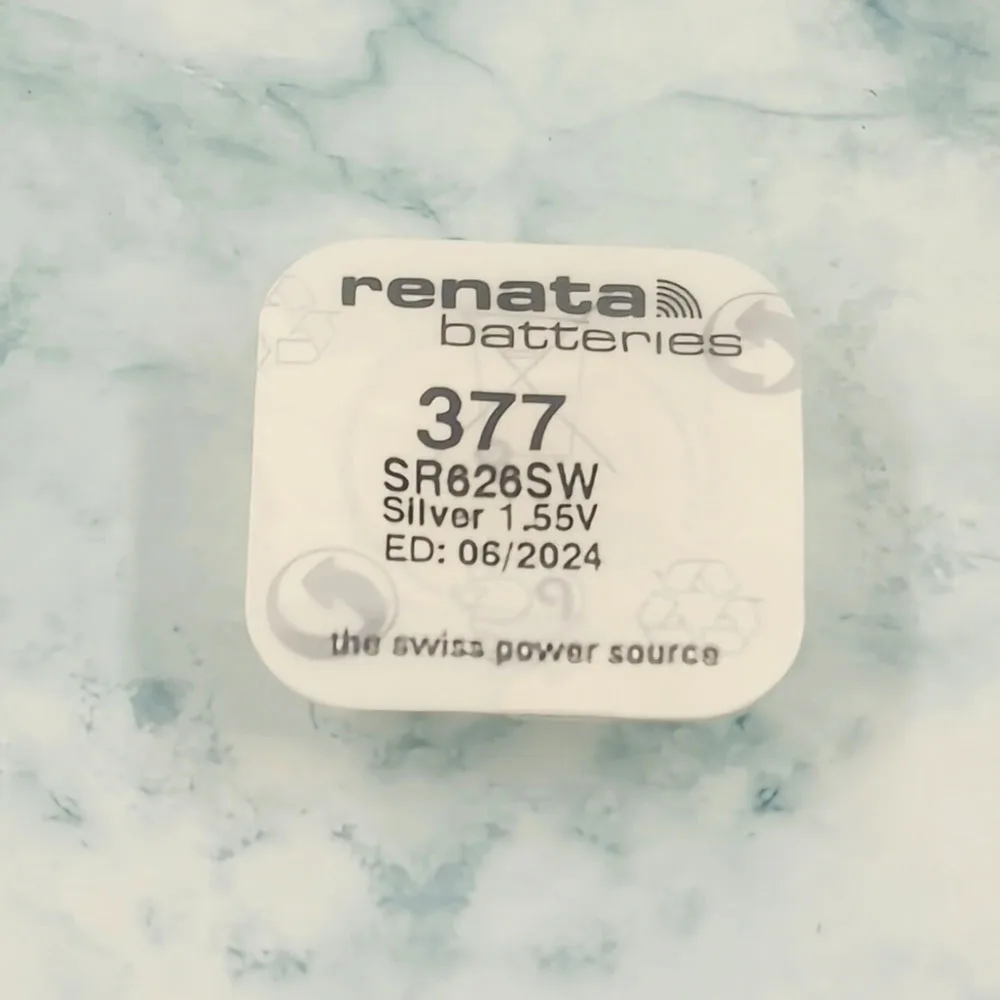 renata
batteries
377
SR626SW
Silver 1.55V
ED: 06/2024
the swiss power source